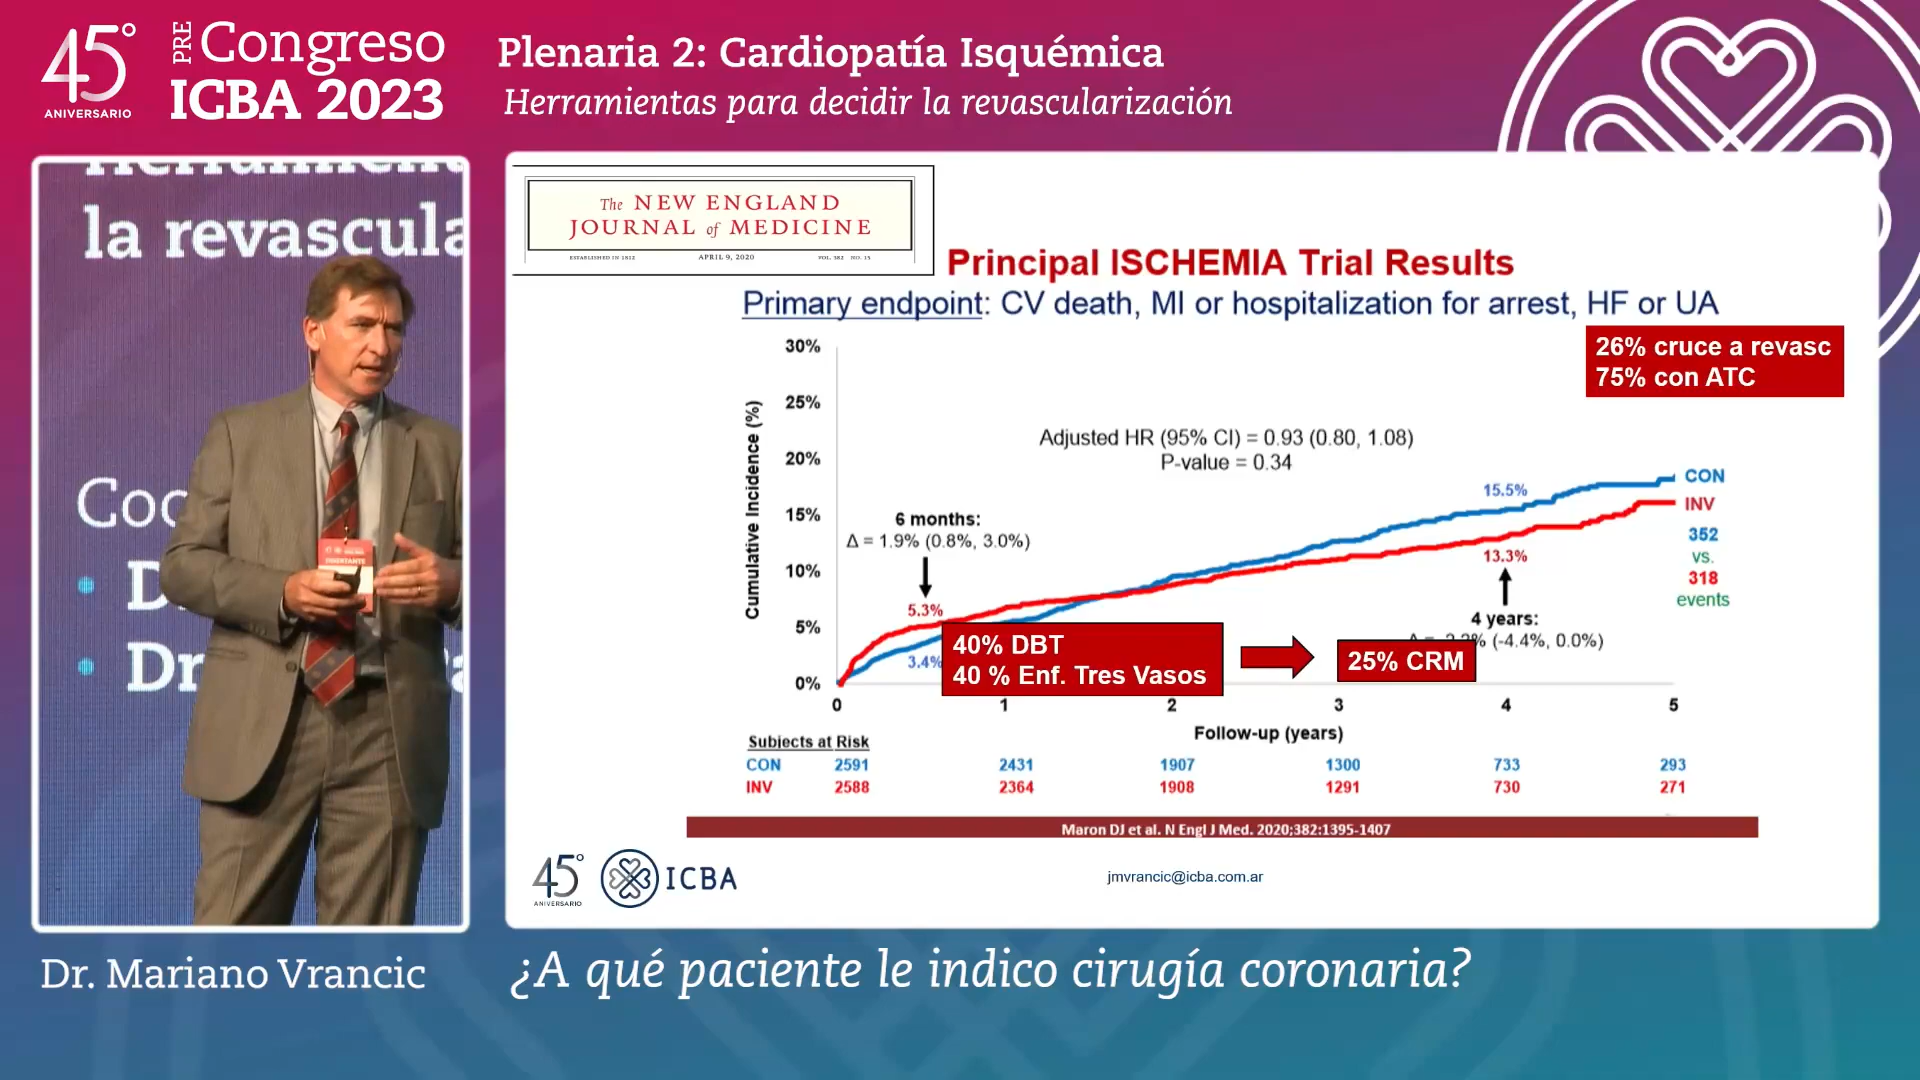 45°
ANIVERSARIO
PRE
Congreso
ICBA 2023
Plenaria 2: Cardiopatía Isquémica
Herramientas para decidir la revascularización
la revascula
The NEW ENGLAND
JOURNAL of MEDICINE
ESTABLISHED IN 1812 APRIL 9, 2020 VOL. 382 NO. 15
Principal ISCHEMIA Trial Results
Primary endpoint: CV death, MI or hospitalization for arrest, HF or UA
26% cruce a revasc
75% con ATC
Cumulative Incidence (%)
30%
25%
20%
15%
10%
5%
0%
Adjusted HR (95% CI) = 0.93 (0.80, 1.08)
P-value = 0.34
6 months:
Δ = 1.9% (0.8%, 3.0%)
5.3%
3.4%
15.5%
13.3%
CON
INV
352
vs.
318
events
4 years:
% (-4.4%, 0.0%)
40% DBT
40 % Enf. Tres Vasos
25% CRM
0 1 2 3 4 5
Follow-up (years)
Subjects at Risk
CON 2591 2431 1907 1300 733 293
INV 2588 2364 1908 1291 730 271
Maron DJ et al. N Engl J Med. 2020;382:1395-1407
45°
ANIVERSARIO
ICBA
jmvrancic@icba.com.ar
Dr. Mariano Vrancic
¿A qué paciente le indico cirugía coronaria?